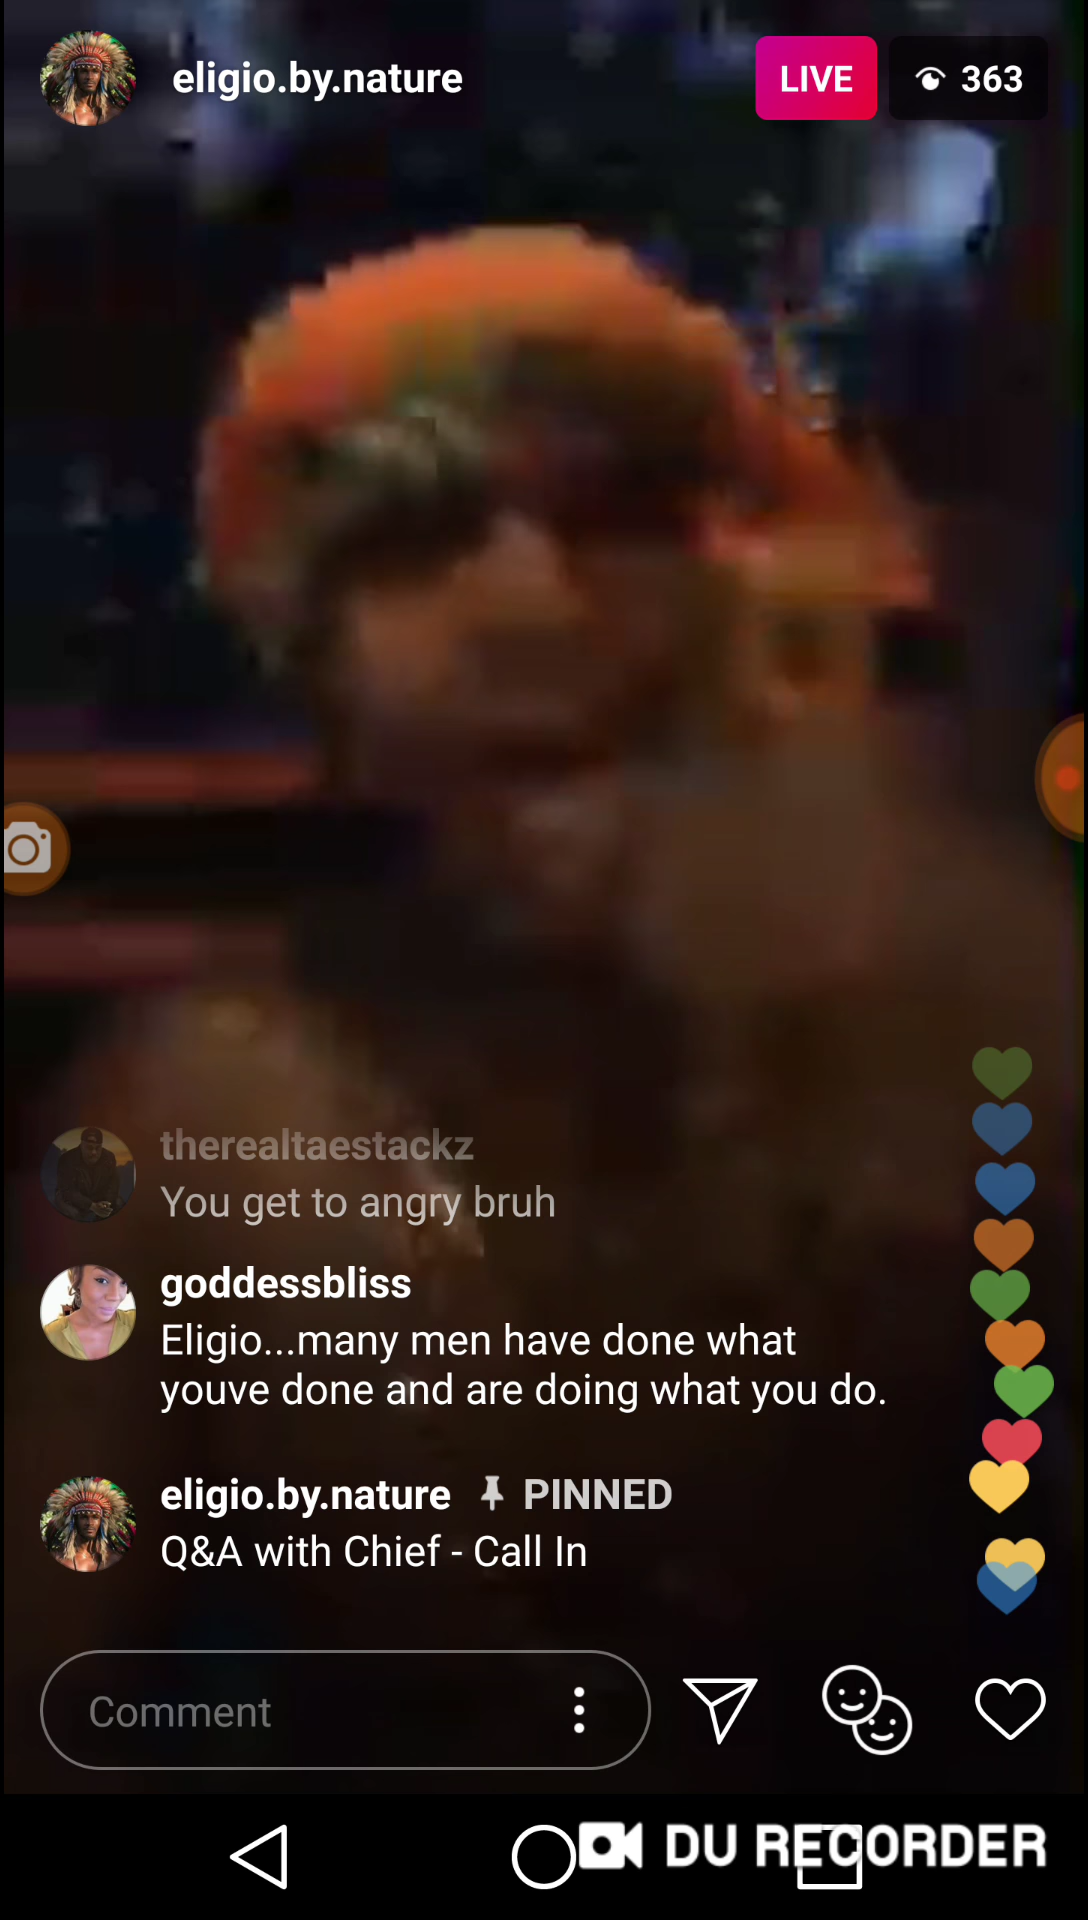 eligio.by.nature
LIVE
363
therealtaestackz
You get to angry bruh
goddessbliss
Eligio...many men have done what
youve done and are doing what you do.
eligio.by.nature PINNED
Q&A with Chief - Call In
Comment
DU RECORDER